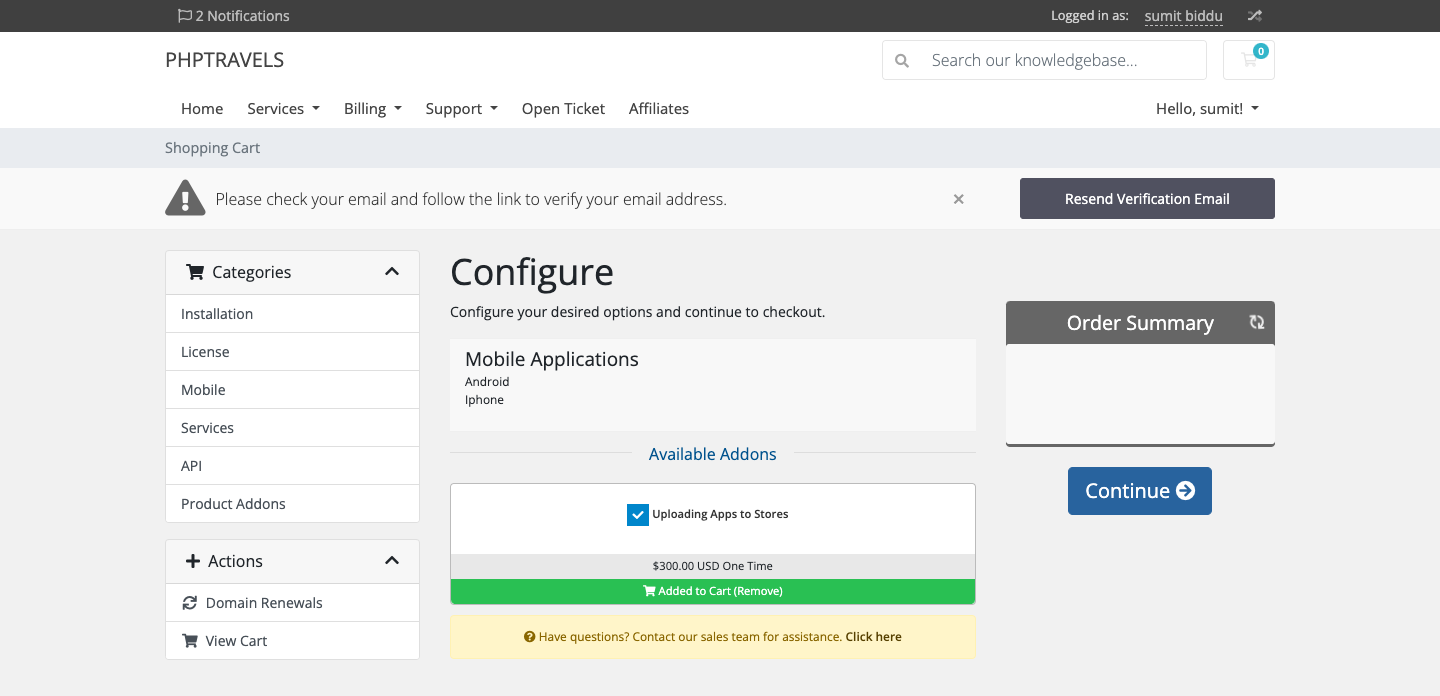 2 Notifications
Logged in as: sumit biddu
PHPTRAVELS
Search our knowledgebase...
0
Home Services Billing Support Open Ticket Affiliates
Hello, sumit!
Shopping Cart
Please check your email and follow the link to verify your email address.
×
Resend Verification Email
Categories
Installation
License
Mobile
Services
API
Product Addons
Actions
Domain Renewals
View Cart
Configure
Configure your desired options and continue to checkout.
Mobile Applications
Android
Iphone
Available Addons
Uploading Apps to Stores
$300.00 USD One Time
Added to Cart (Remove)
Have questions? Contact our sales team for assistance. Click here
Order Summary
Continue